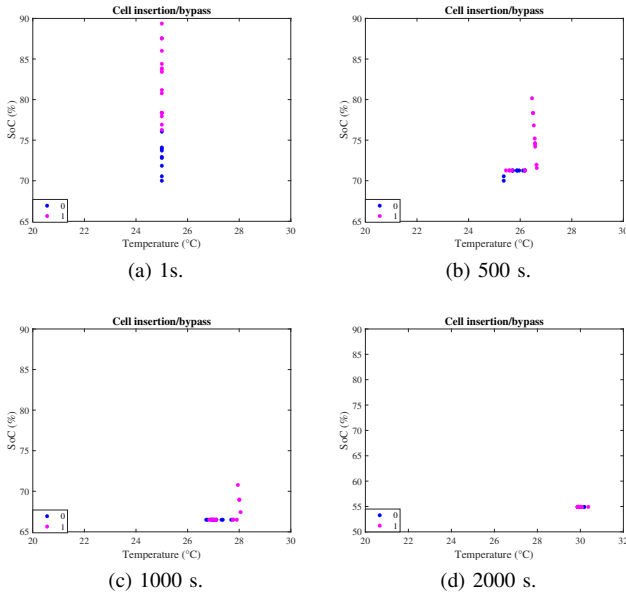 Cell insertion/bypass
90
85
80
75
70
65
SoC (%)
0
1
20 22 24 26 28 30
Temperature (°C)
(a) 1s.
Cell insertion/bypass
90
85
80
75
70
65
SoC (%)
0
1
20 22 24 26 28 30
Temperature (°C)
(b) 500 s.
Cell insertion/bypass
90
85
80
75
70
65
SoC (%)
0
1
20 22 24 26 28 30
Temperature (°C)
(c) 1000 s.
Cell insertion/bypass
90
85
80
75
70
65
60
55
50
SoC (%)
0
1
20 22 24 26 28 30 32
Temperature (°C)
(d) 2000 s.